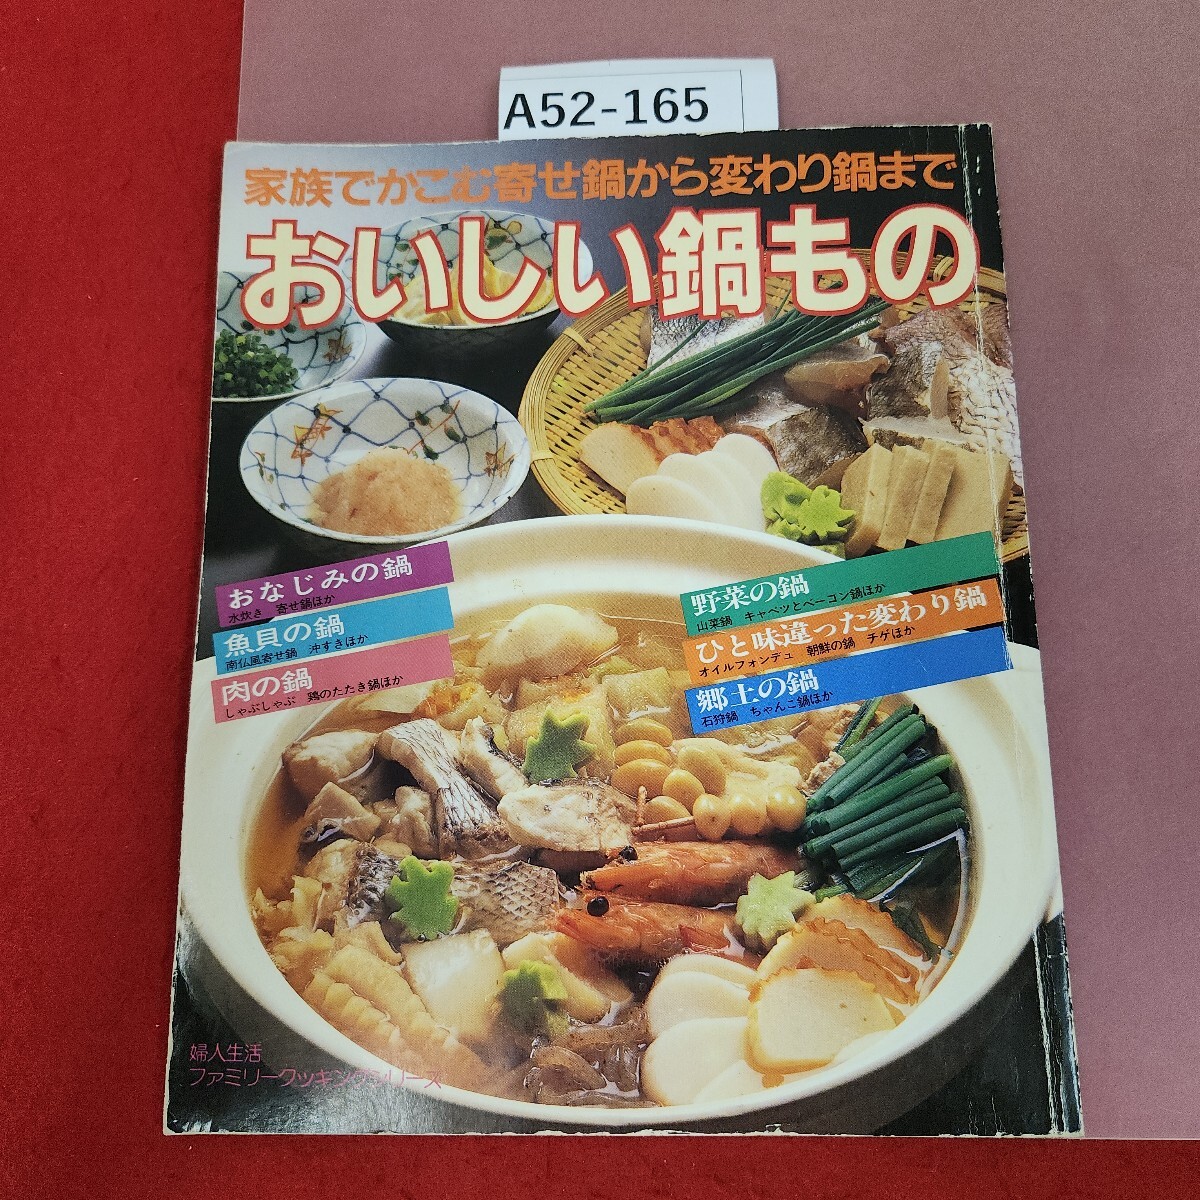 A52-165
家族でかこむ寄せ鍋から変わり鍋まで
おいしい鍋もの
おなじみの鍋
水炊き 寄せ鍋ほか
魚貝の鍋
南仏風寄せ鍋 沖すきほか
肉の鍋
しゃぶしゃぶ 鶏のたたき鍋ほか
野菜の鍋
山菜鍋 キャベツとベーコン鍋ほか
ひと味違った変わり鍋
オイルフォンデュ 朝鮮の鍋 チゲほか
郷土の鍋
石狩鍋 ちゃんこ鍋ほか
婦人生活
ファミリークッキングシリーズ